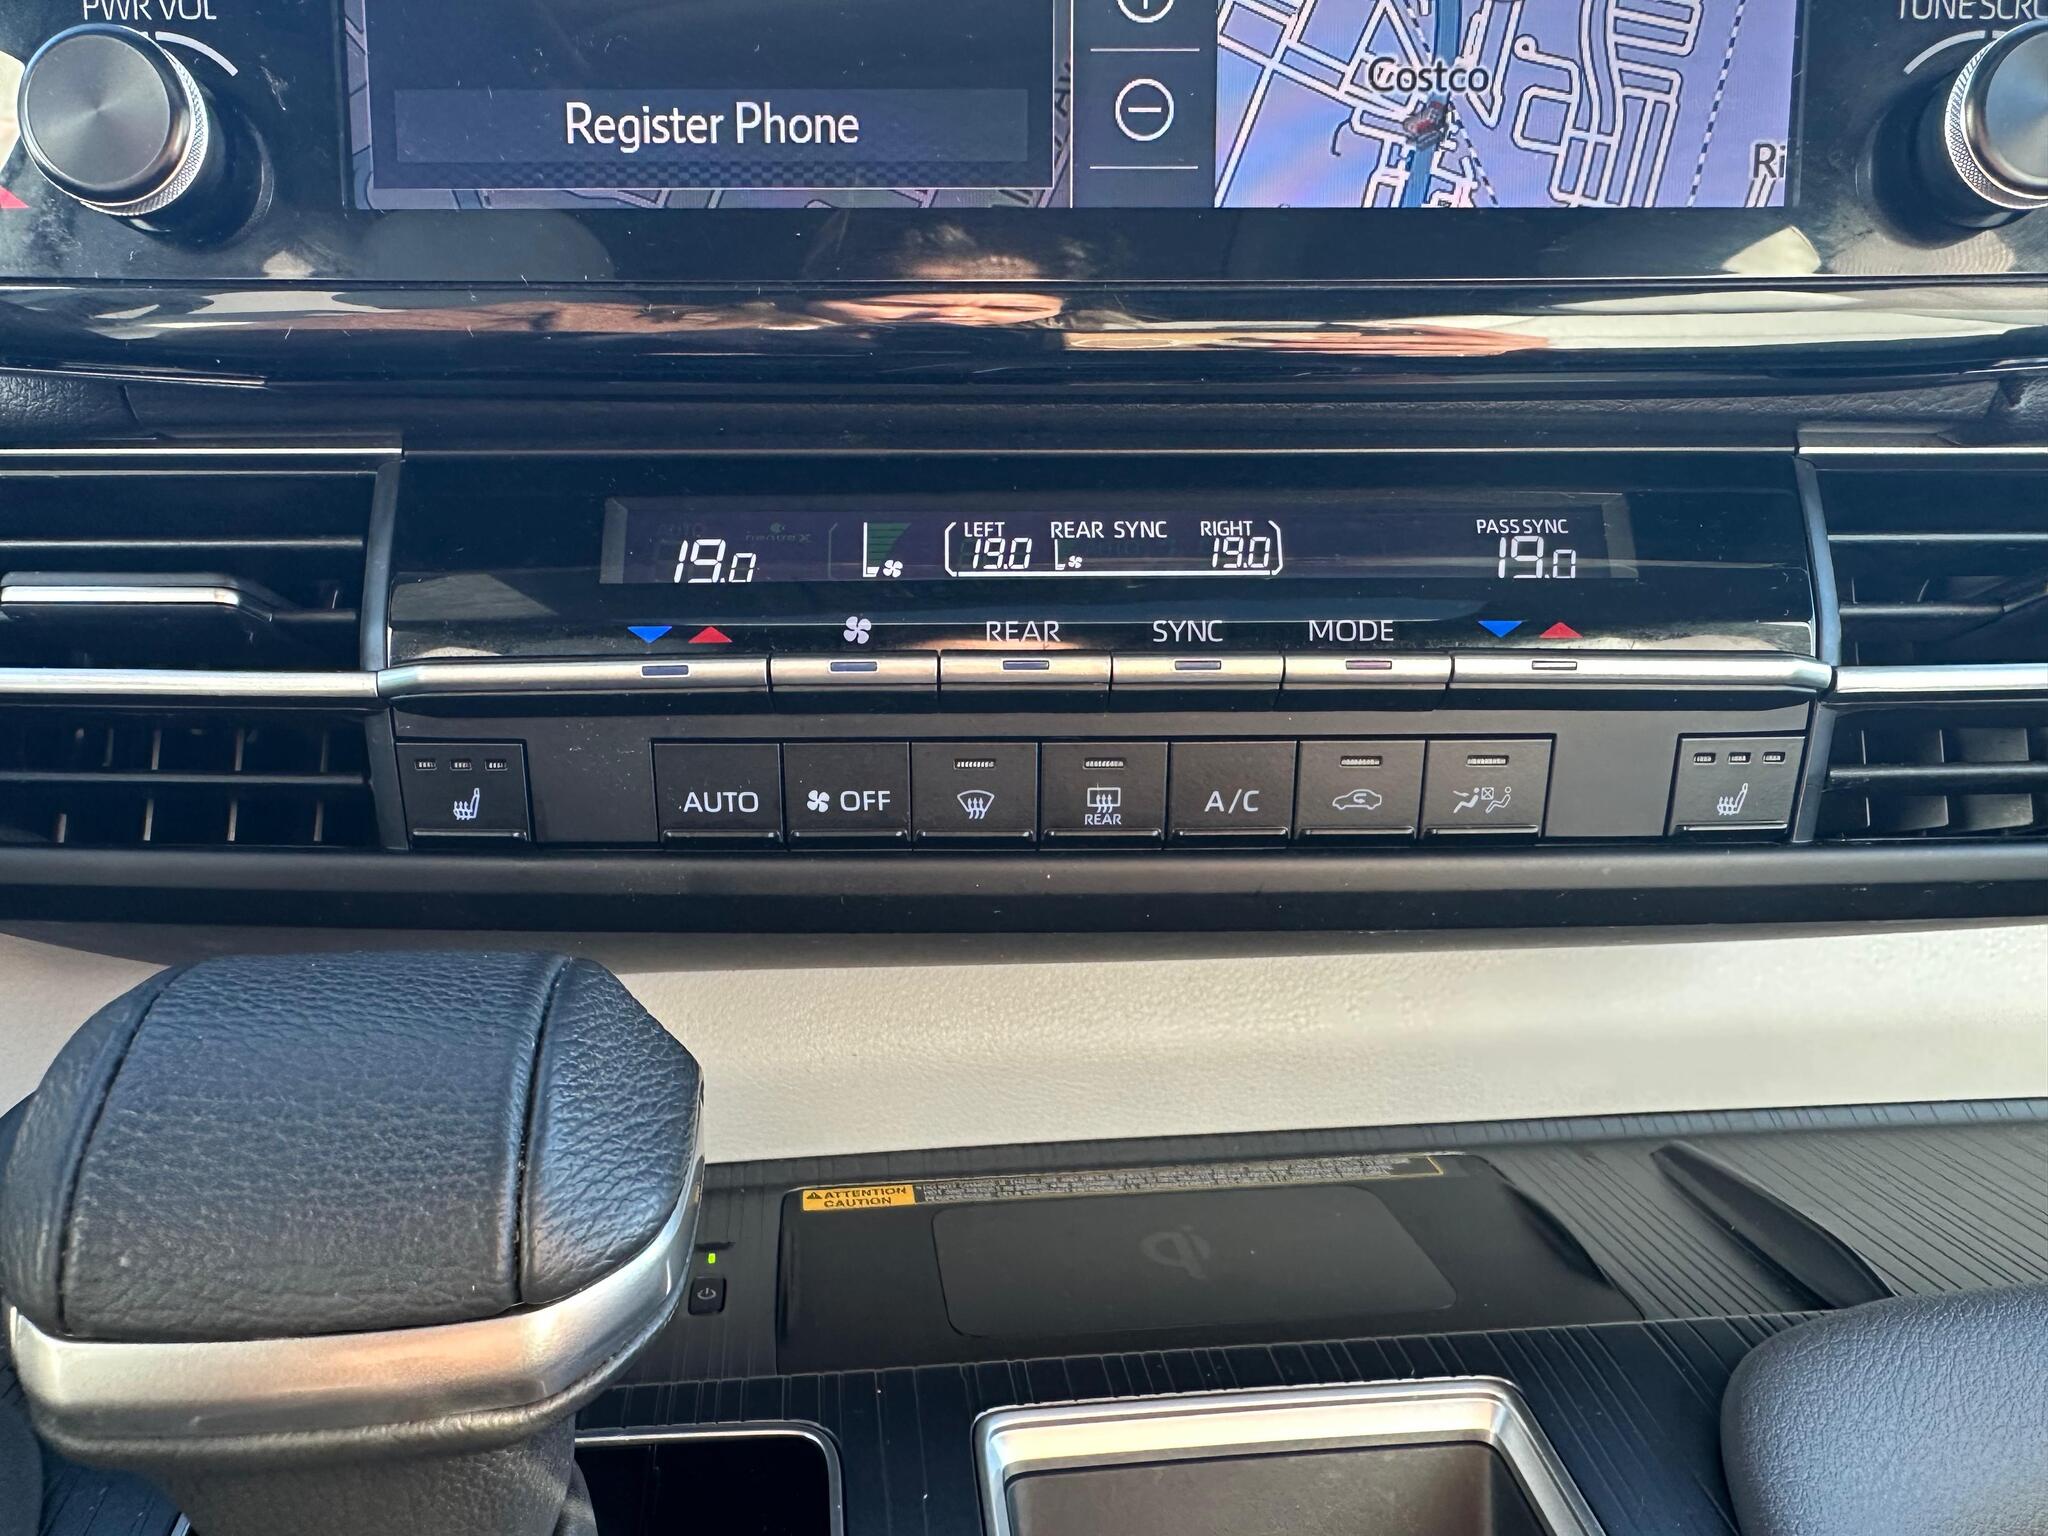 PWR VOL
TUNE SCRO
Register Phone
Costco
Ri
LEFT REAR SYNC RIGHT
PASS SYNC
19.0 19.0 19.0 19.0
REAR SYNC MODE
AUTO OFF A/C
REAR
ATTENTION
CAUTION